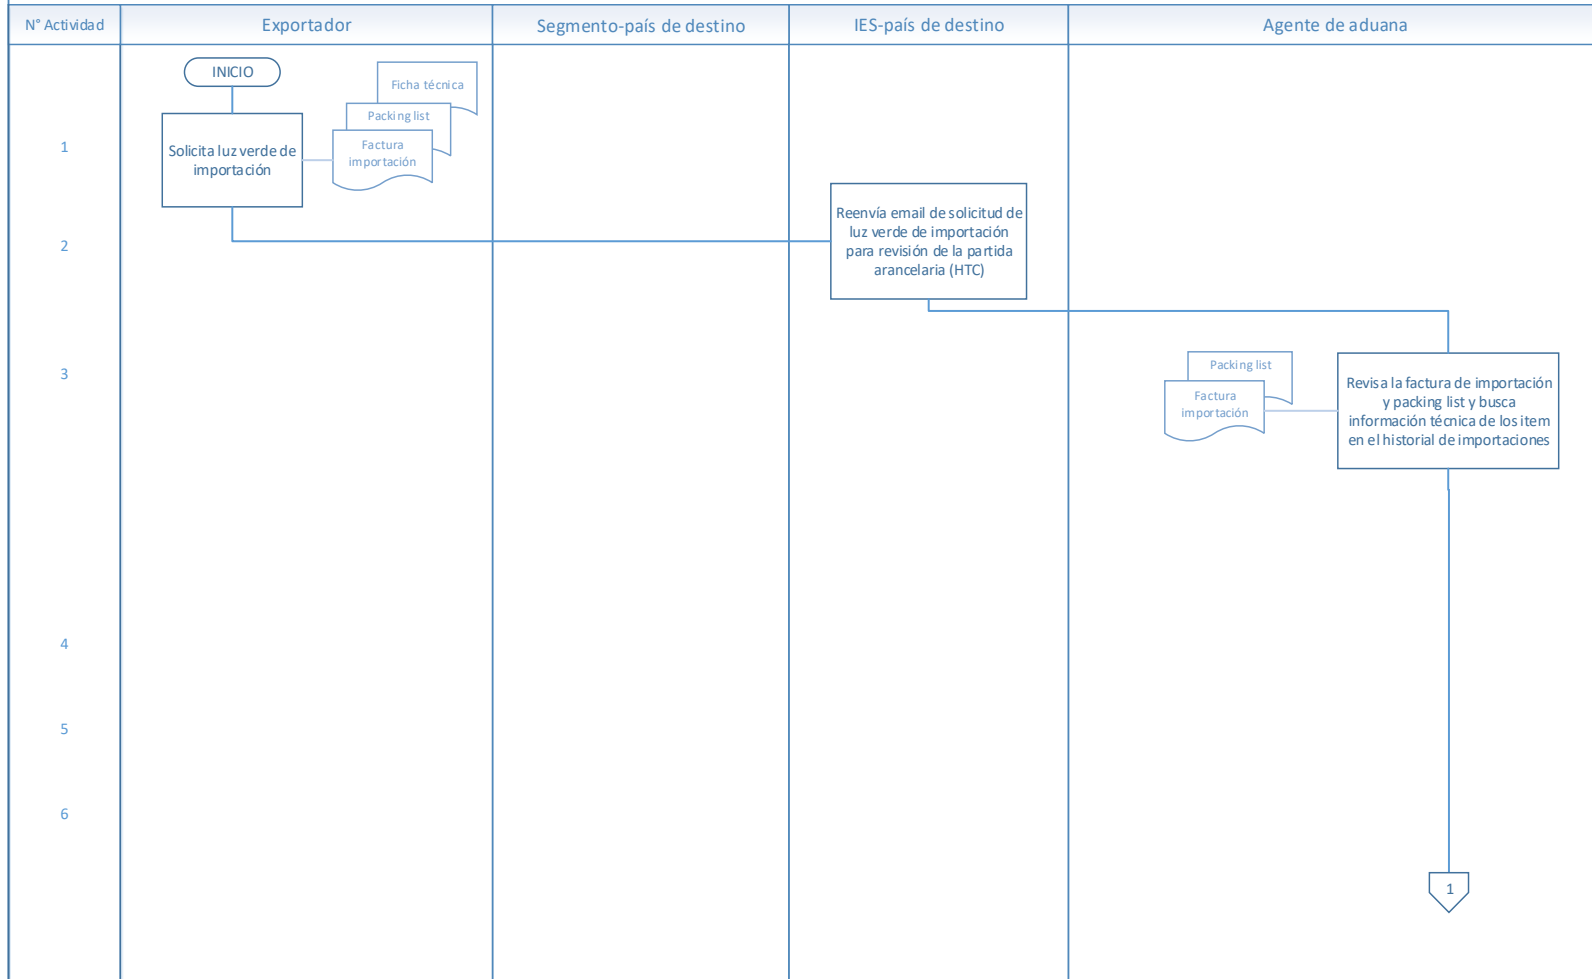 N° Actividad
Exportador
Segmento-país de destino
IES-país de destino
Agente de aduana
INICIO
Ficha técnica
Packing list
Factura
importación
1
Solicita luz verde de
importación
2
Reenvía email de solicitud de
luz verde de importación
para revisión de la partida
arancelaria (HTC)
3
Packing list
Factura
importación
Revisa la factura de importación
y packing list y busca
información técnica de los item
en el historial de importaciones
4
5
6
1